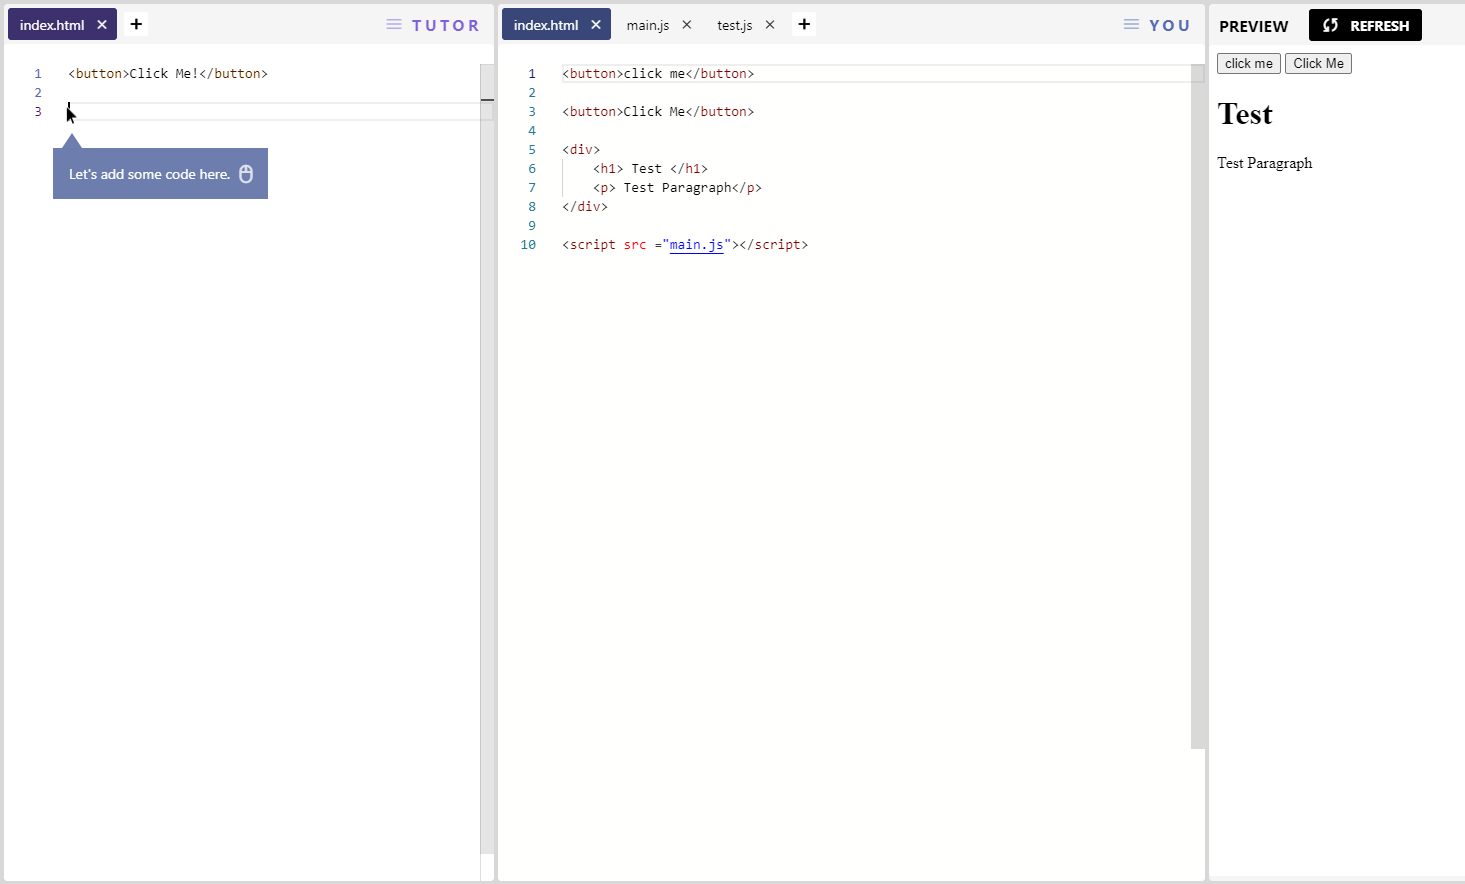 index.html × + TUTOR
1 <button>Click Me!</button>
2
3
Let's add some code here.
index.html × main.js × test.js × + YOU
1 <button>click me</button>
2
3 <button>Click Me</button>
4
5 <div>
6 <h1> Test </h1>
7 <p> Test Paragraph</p>
8 </div>
9
10 <script src ="main.js"></script>
PREVIEW REFRESH
click me Click Me
Test
Test Paragraph